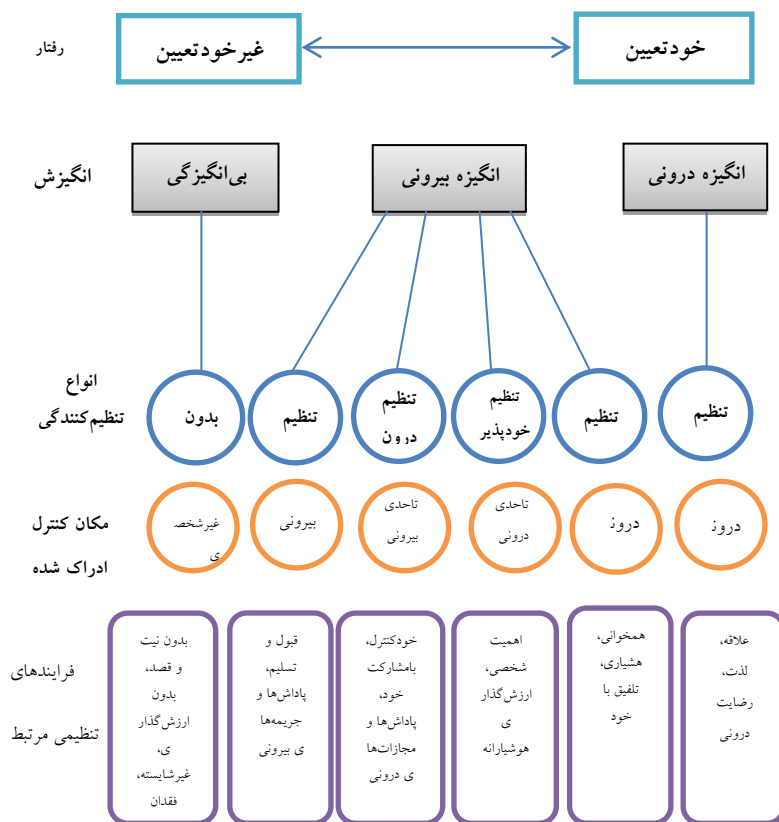 رفتار
خودتعیین
غیرخودتعیین
انگیزش
انگیزه درونی
انگیزه بیرونی
بی‌انگیزگی
انواع
تنظیم‌کنندگی
تنظیم
تنظیم
تنظیم
خودپذیر
تنظیم
درون
تنظیم
بدون
مکان کنترل
ادراک شده
درونـ
درونـ
تاحدی
درونی
تاحدی
بیرونی
بیرونی
غیرشخصـ
ی
فرایندهای
تنظیمی مرتبط
علاقه،
لذت،
رضایت
درونی
همخوانی،
هشیاری،
تلفیق با
خود
اهمیت
شخصی،
ارزش‌گذار
ی
هوشیارانه
خودکنترل،
بامشارکت
خود،
پاداش‌ها و
مجازات‌ها
ی درونی
قبول و
تسلیم،
پاداش‌ها و
جریمه‌ها
ی بیرونی
بدون نیت
و قصد،
بدون
ارزش‌گذار
ی،
غیرشایسته،
فقدان